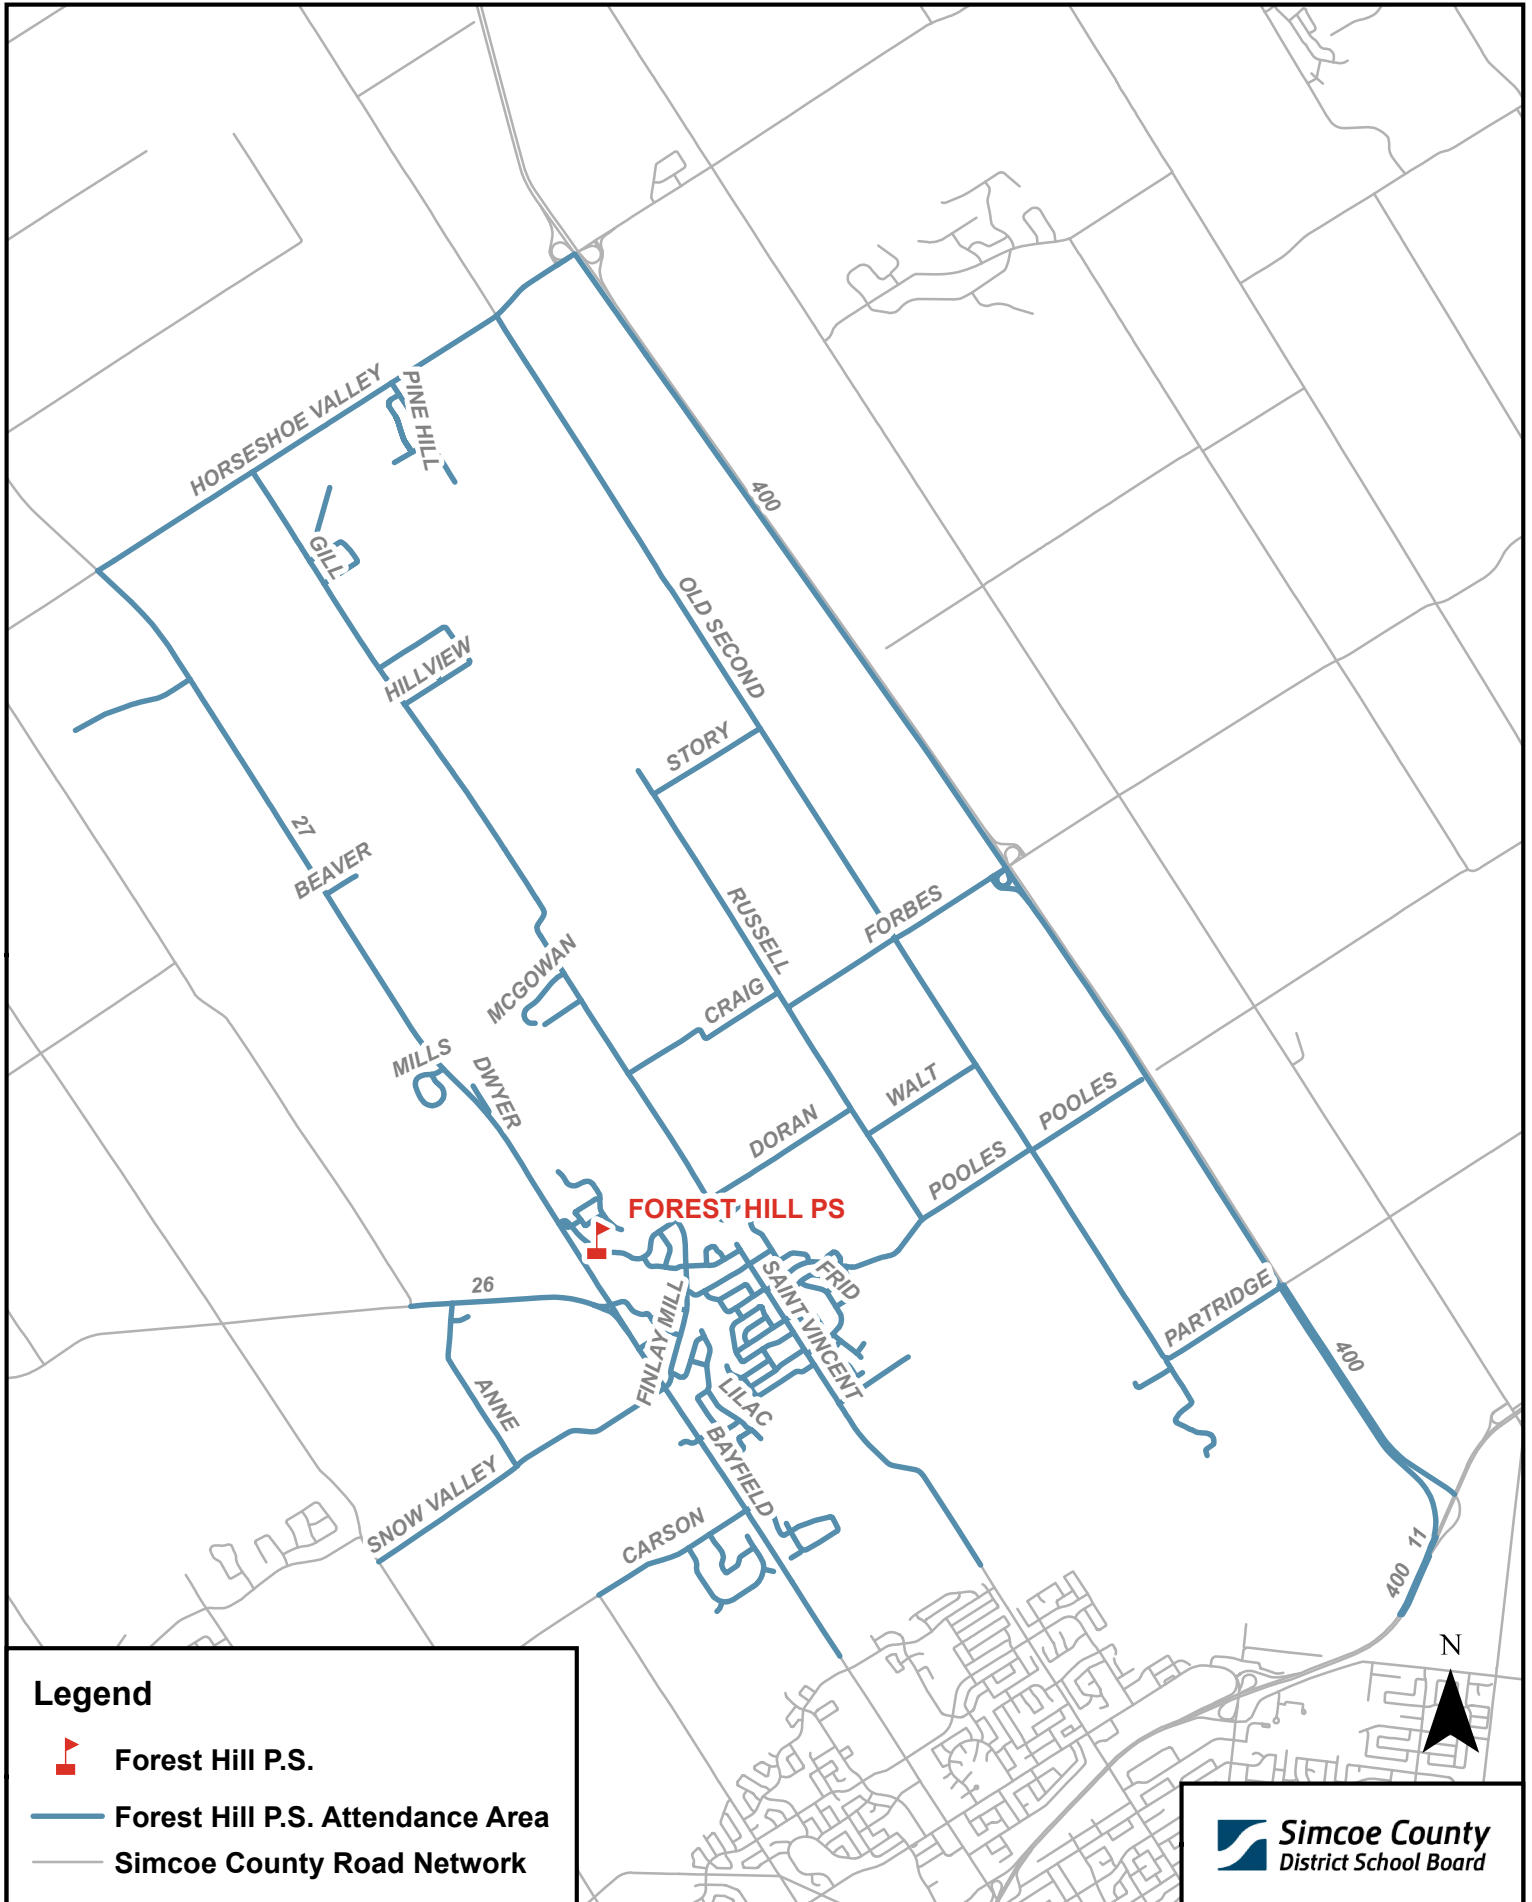 HORSESHOE VALLEY
PINE HILL
400
GILL
OLD SECOND
HILLVIEW
STORY
27
BEAVER
RUSSELL
FORBES
MCGOWAN
CRAIG
MILLS
DWYER
WALT
POOLES
DORAN
POOLES
FOREST HILL PS
26
SAINT VINCENT
FRID
FINLAY MILL
PARTRIDGE
400
ANNE
LILAC
BAYFIELD
SNOW VALLEY
CARSON
11
400
N
Legend
Forest Hill P.S.
Forest Hill P.S. Attendance Area
Simcoe County Road Network
Simcoe County
District School Board